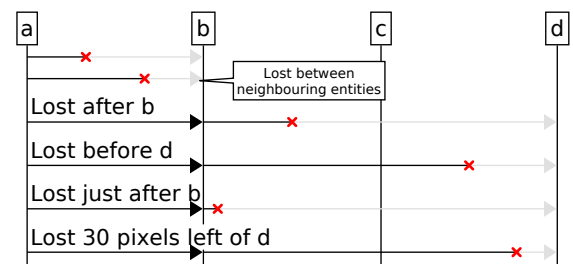 a b c d
Lost between
neighbouring entities
Lost after b
Lost before d
Lost just after b
Lost 30 pixels left of d